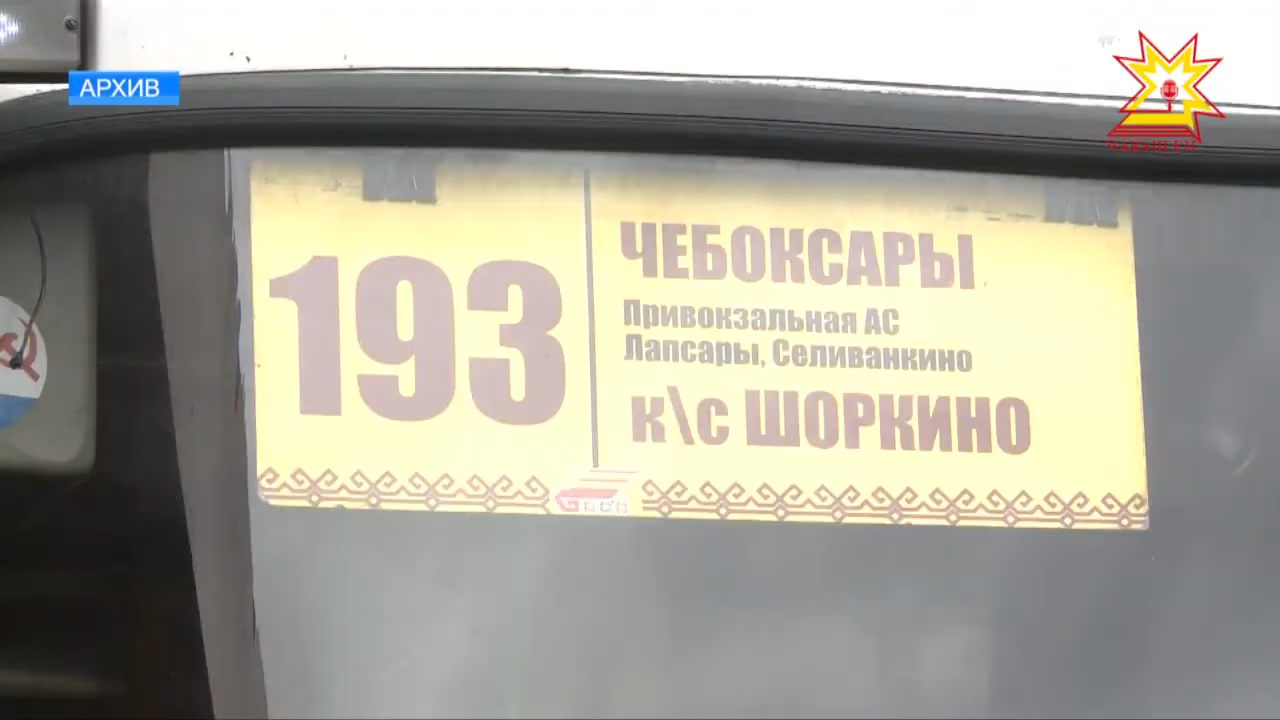 АРХИВ
193
ЧЕБОКСАРЫ
Привокзальная АС
Лапсары, Селиванкино
к\с ШОРКИНО